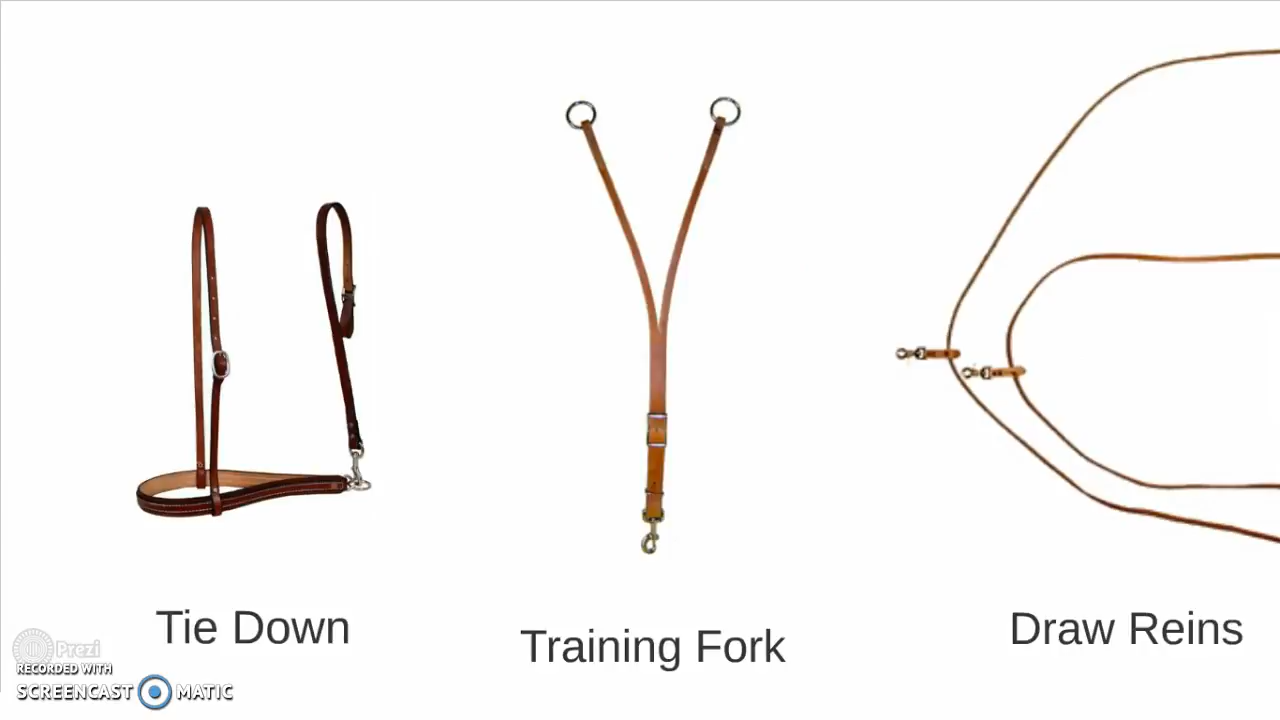 Tie Down
Training Fork
Draw Reins
Prezi
RECORDED WITH
SCREENCAST MATIC